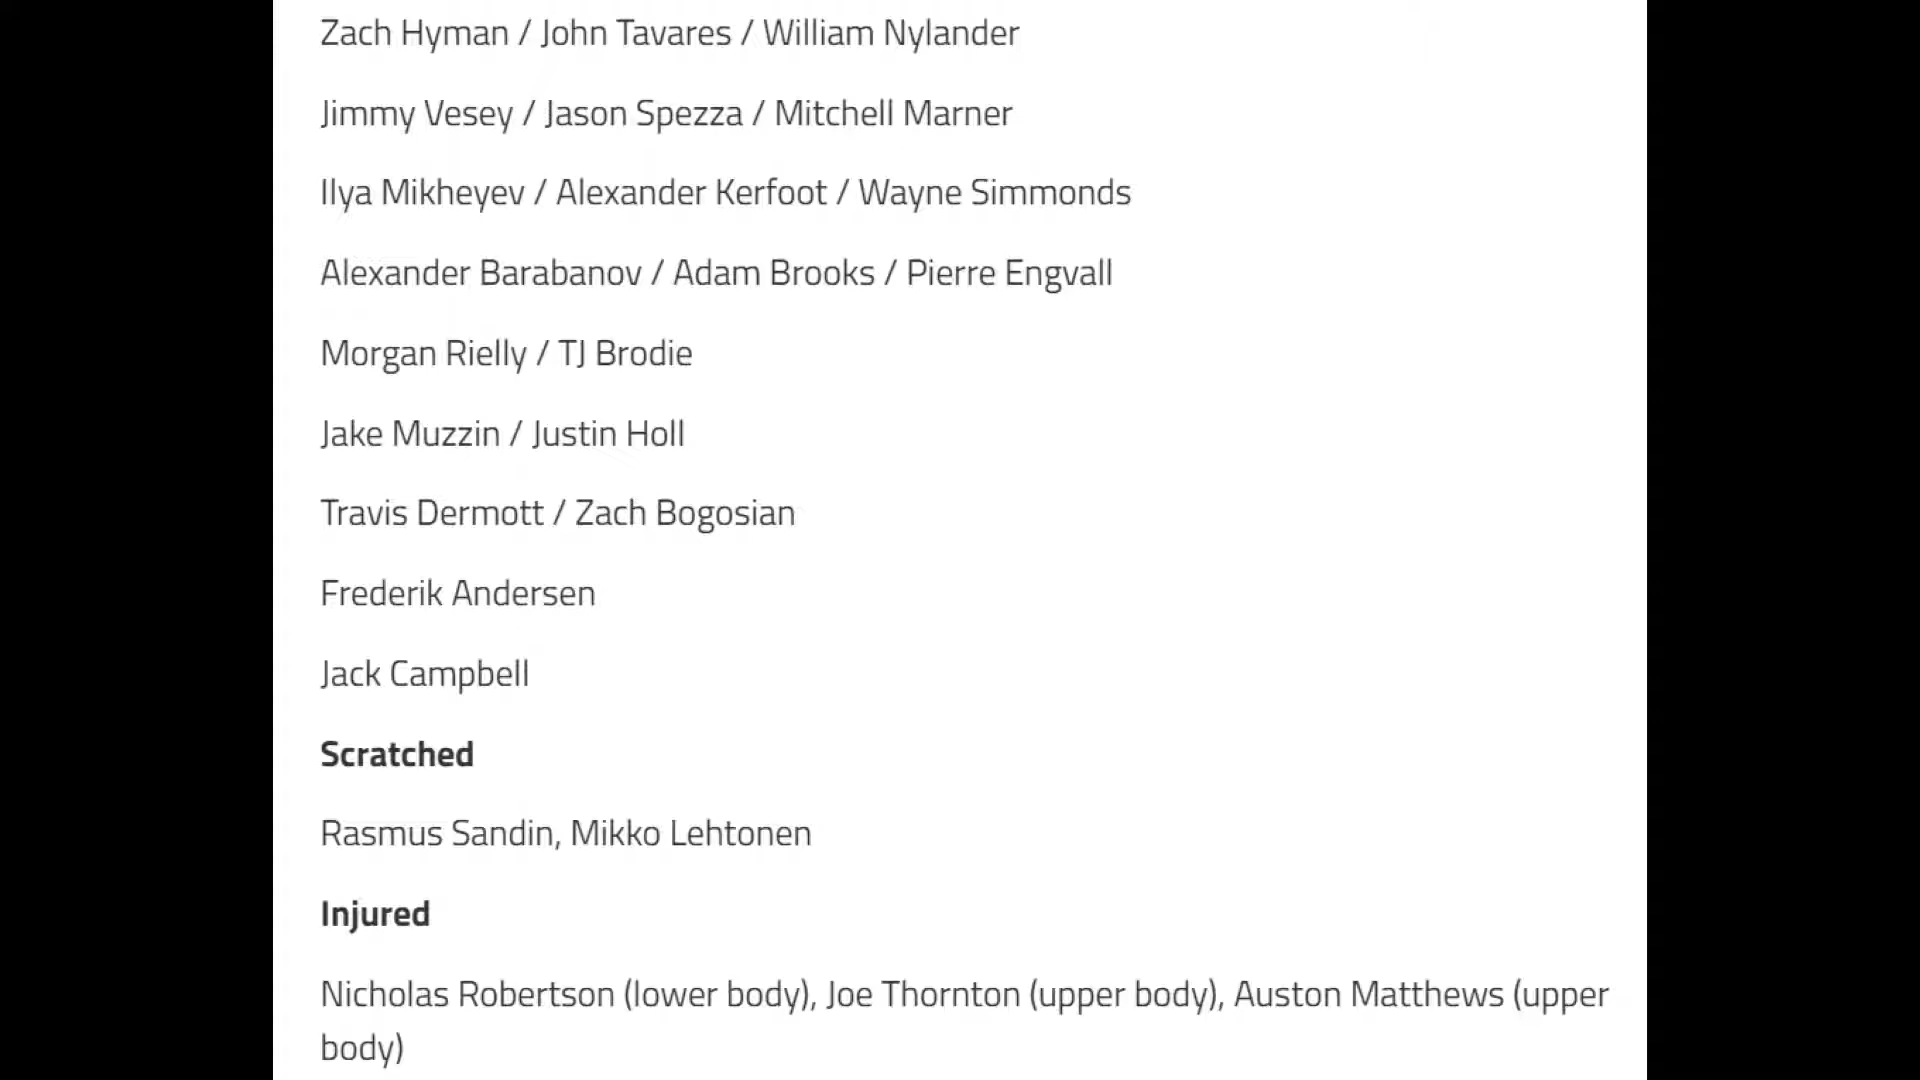 Zach Hyman / John Tavares / William Nylander
Jimmy Vesey / Jason Spezza / Mitchell Marner
Ilya Mikheyev / Alexander Kerfoot / Wayne Simmonds
Alexander Barabanov / Adam Brooks / Pierre Engvall
Morgan Rielly / TJ Brodie
Jake Muzzin / Justin Holl
Travis Dermott / Zach Bogosian
Frederik Andersen
Jack Campbell
Scratched
Rasmus Sandin, Mikko Lehtonen
Injured
Nicholas Robertson (lower body), Joe Thornton (upper body), Auston Matthews (upper
body)